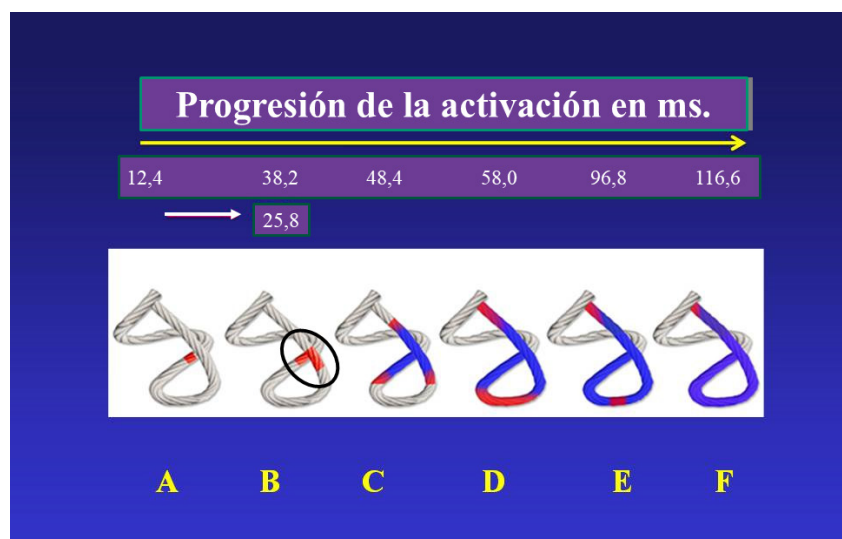 Progresión de la activación en ms.
12,4 38,2 48,4 58,0 96,8 116,6
25,8
A B C D E F